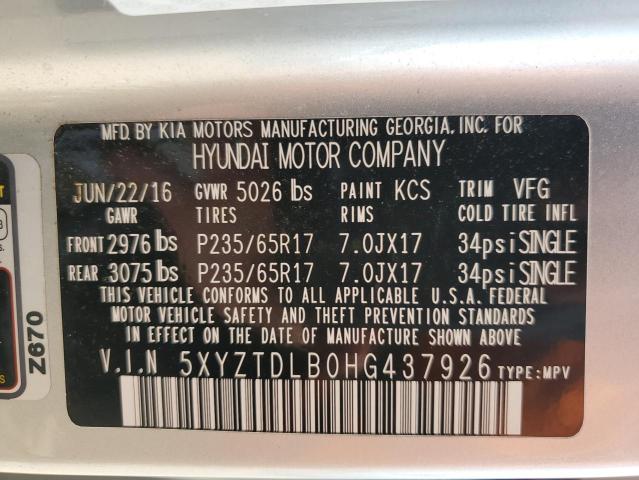 MFD. BY KIA MOTORS MANUFACTURING GEORGIA, INC. FOR
HYUNDAI MOTOR COMPANY
JUN/22/16 GVWR 5026 lbs PAINT KCS TRIM VFG
GAWR TIRES RIMS COLD TIRE INFL
FRONT 2976 lbs P235/65R17 7.0JX17 34psi SINGLE
REAR 3075 lbs P235/65R17 7.0JX17 34psi SINGLE
THIS VEHICLE CONFORMS TO ALL APPLICABLE U.S.A. FEDERAL
MOTOR VEHICLE SAFETY AND THEFT PREVENTION STANDARDS
IN EFFECT ON THE DATE OF MANUFACTURE SHOWN ABOVE
V.I.N 5XYZTDLB0HG437926 TYPE:MPV
Z670